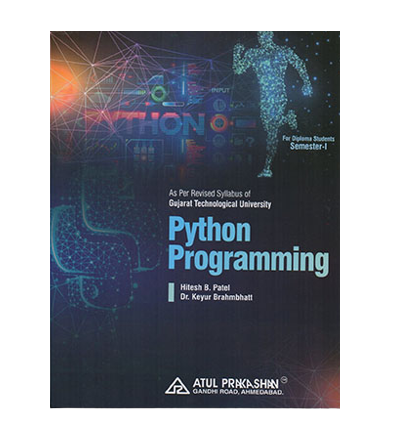 INPUT
PYTHON
For Diploma Students
Semester-I
As Per Revised Syllabus of
Gujarat Technological University
Python
Programming
Hitesh B. Patel
Dr. Keyur Brahmbhatt
ATUL PRAKASHAN
GANDHI ROAD, AHMEDABAD.